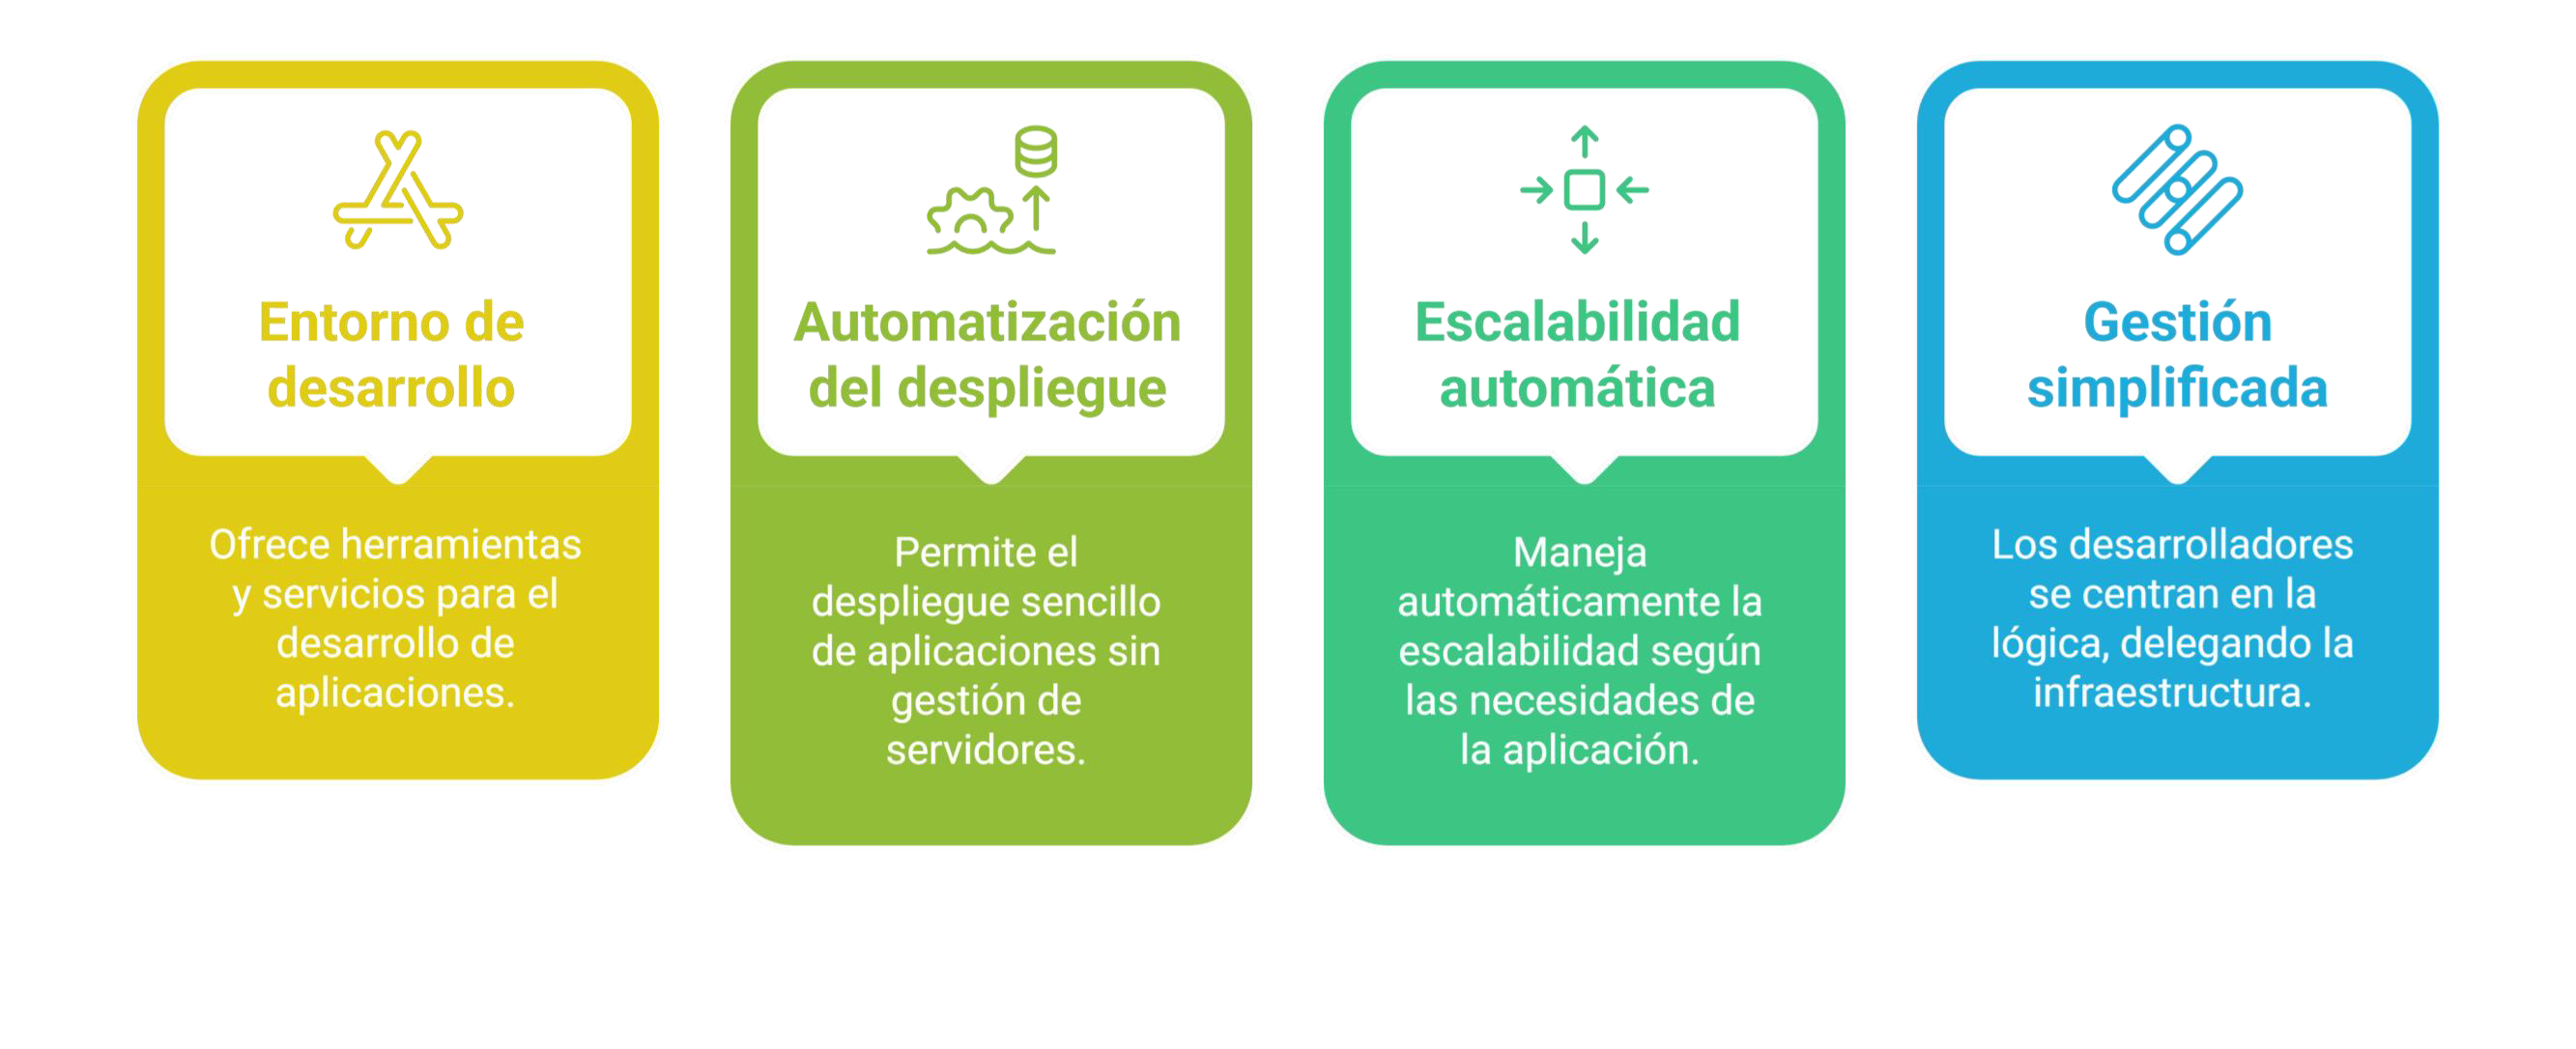 Entorno de
desarrollo
Ofrece herramientas
y servicios para el
desarrollo de
aplicaciones.
Automatización
del despliegue
Permite el
despliegue sencillo
de aplicaciones sin
gestión de
servidores.
Escalabilidad
automática
Maneja
automáticamente la
escalabilidad según
las necesidades de
la aplicación.
Gestión
simplificada
Los desarrolladores
se centran en la
lógica, delegando la
infraestructura.